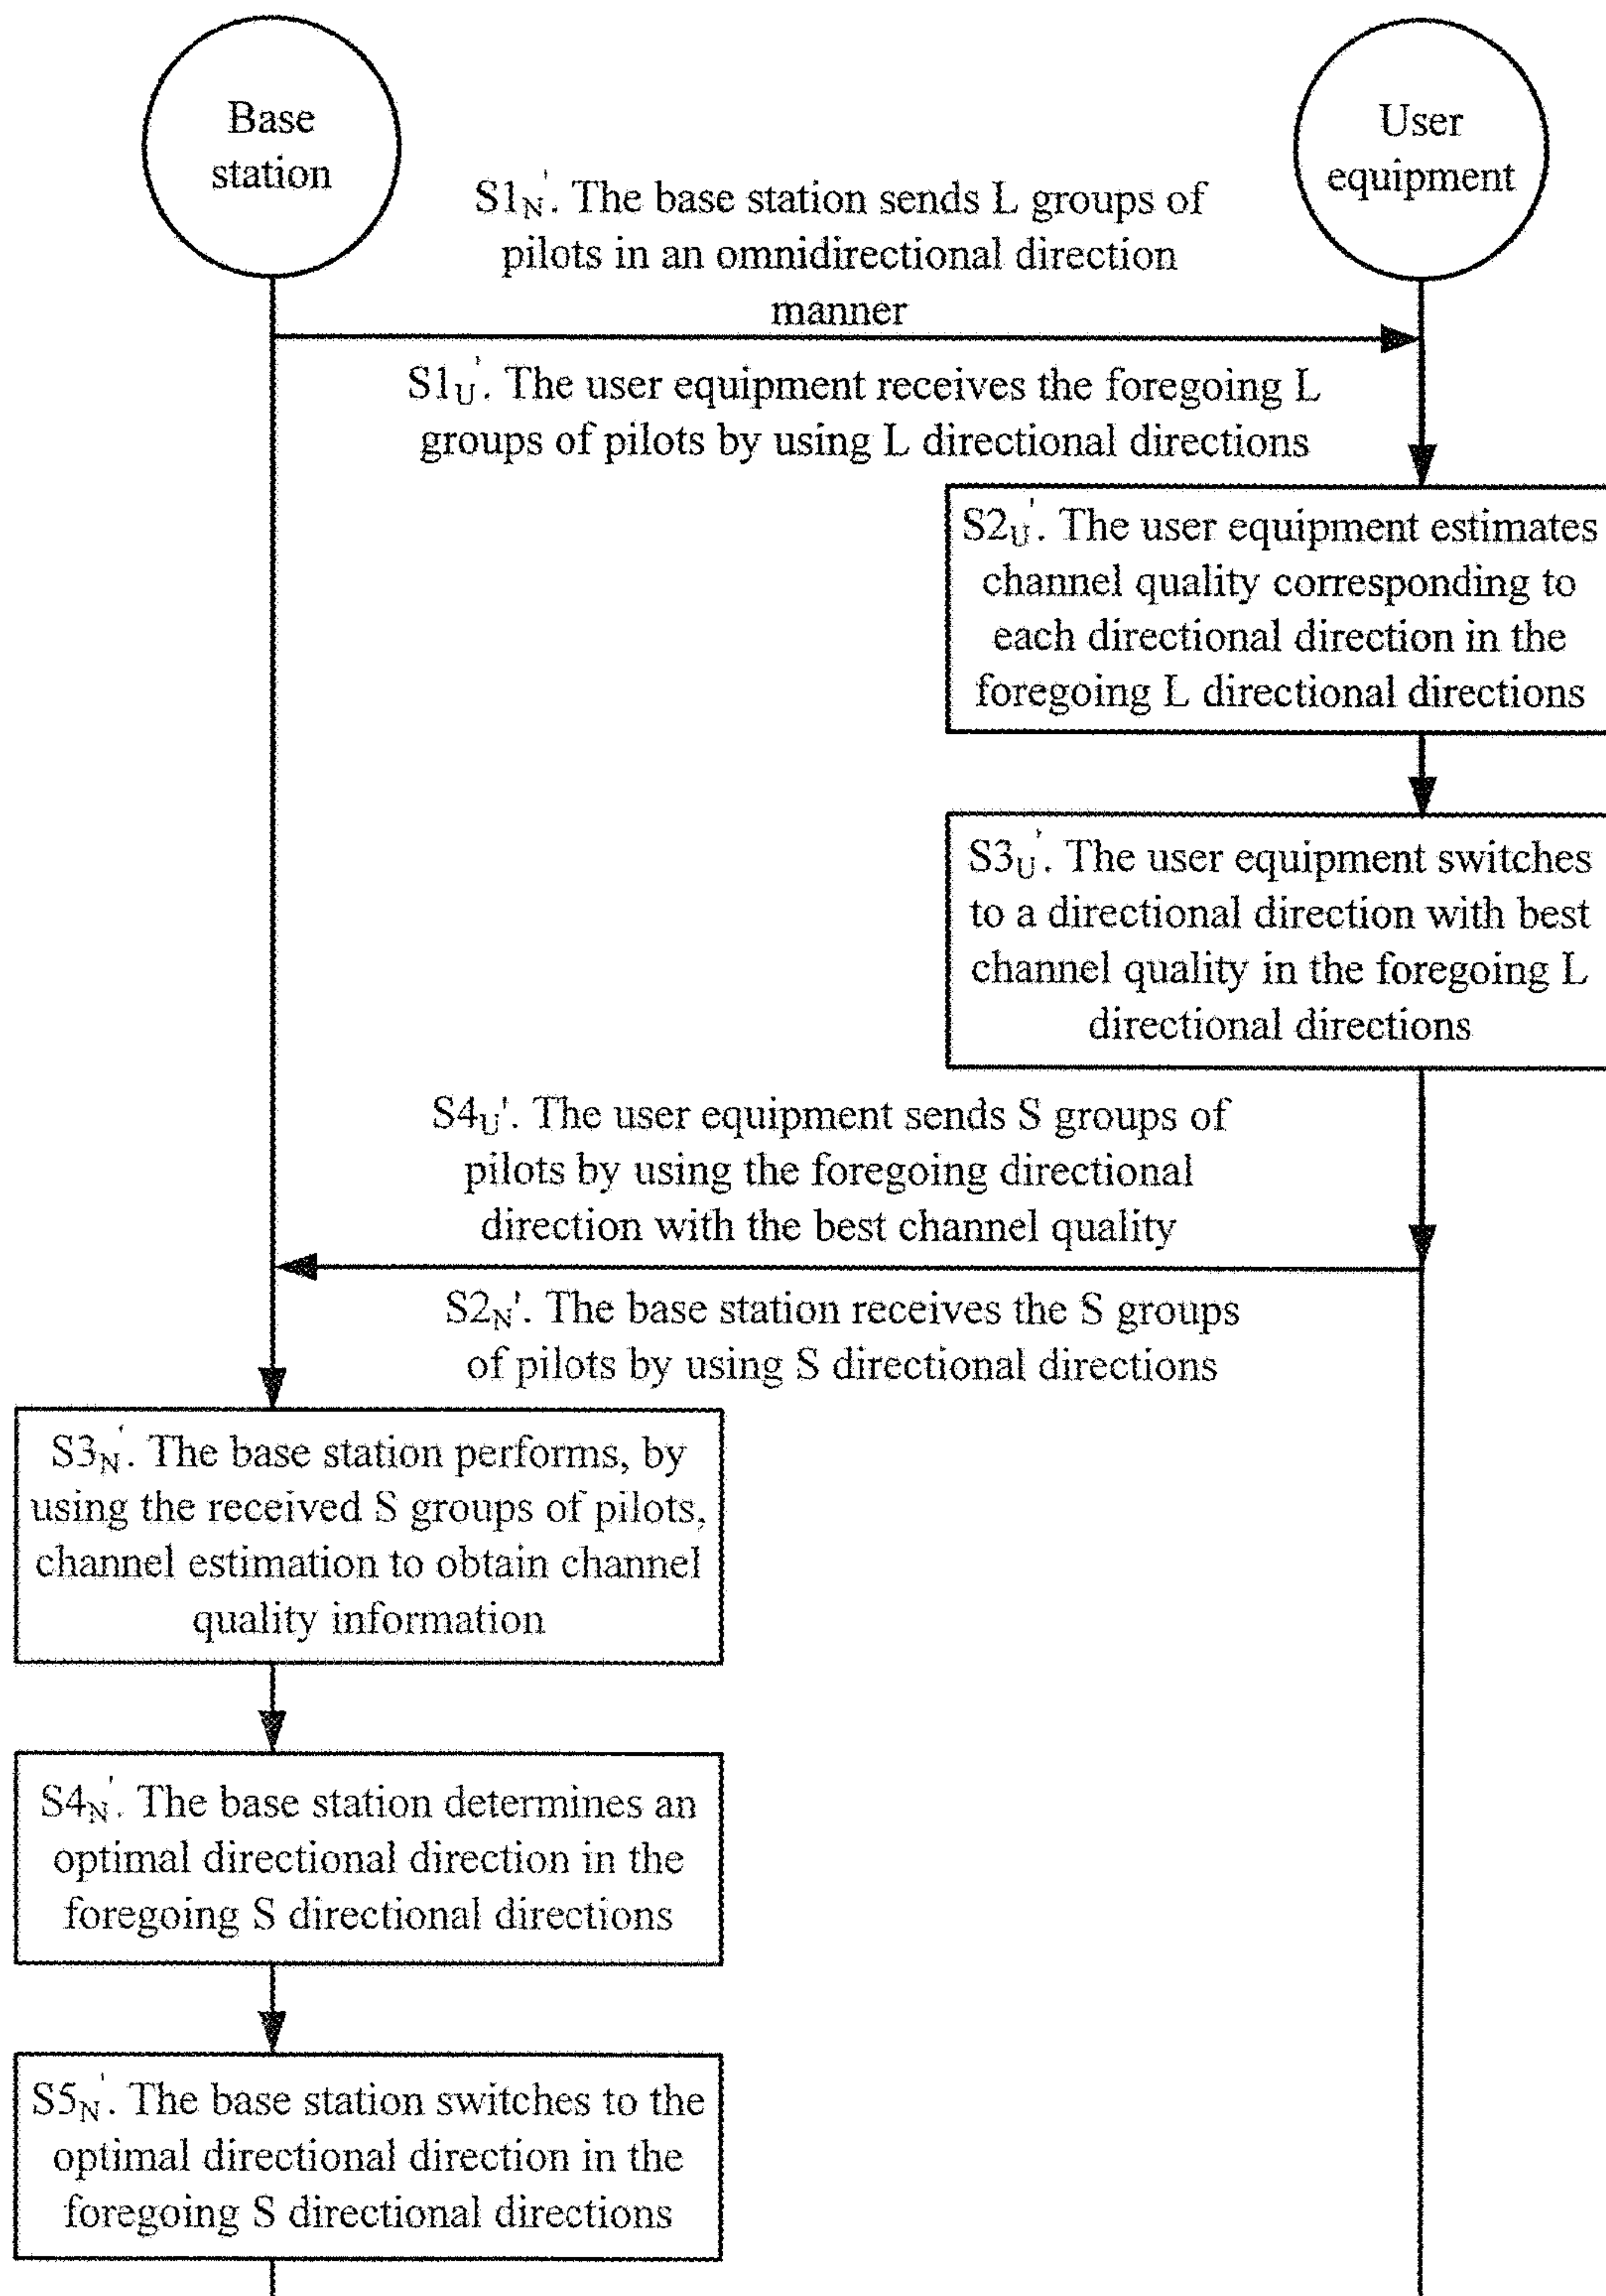 Base
station
User
equipment
S1N'. The base station sends L groups of
pilots in an omnidirectional direction
manner
S1U'. The user equipment receives the foregoing L
groups of pilots by using L directional directions
S2U'. The user equipment estimates
channel quality corresponding to
each directional direction in the
foregoing L directional directions
S3U'. The user equipment switches
to a directional direction with best
channel quality in the foregoing L
directional directions
S4U'. The user equipment sends S groups of
pilots by using the foregoing directional
direction with the best channel quality
S2N'. The base station receives the S groups
of pilots by using S directional directions
S3N'. The base station performs, by
using the received S groups of pilots,
channel estimation to obtain channel
quality information
S4N'. The base station determines an
optimal directional direction in the
foregoing S directional directions
S5N'. The base station switches to the
optimal directional direction in the
foregoing S directional directions